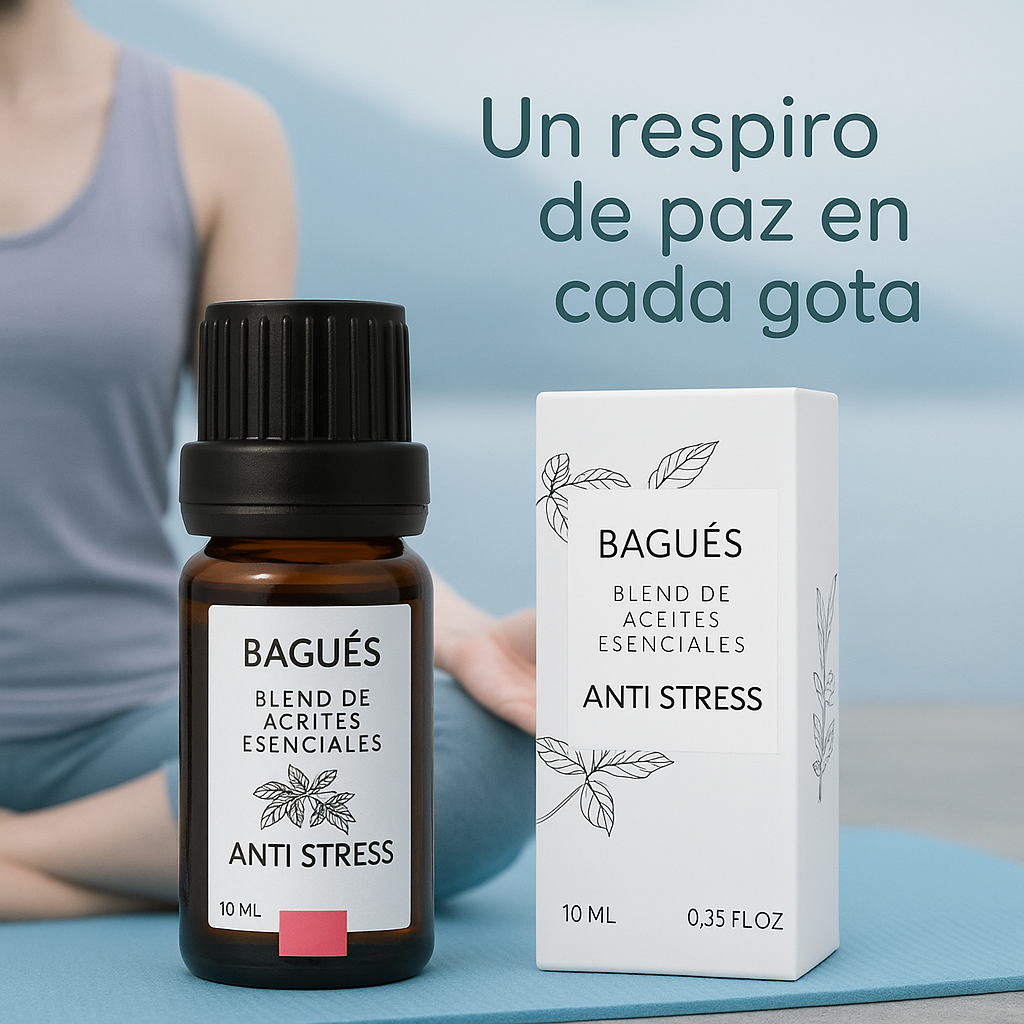 Un respiro
de paz en
cada gota
BAGUÉS
BLEND DE
ACRITES
ESENCIALES
ANTI STRESS
10 ML
BAGUÉS
BLEND DE
ACEITES
ESENCIALES
ANTI STRESS
10 ML
0,35 FLOZ